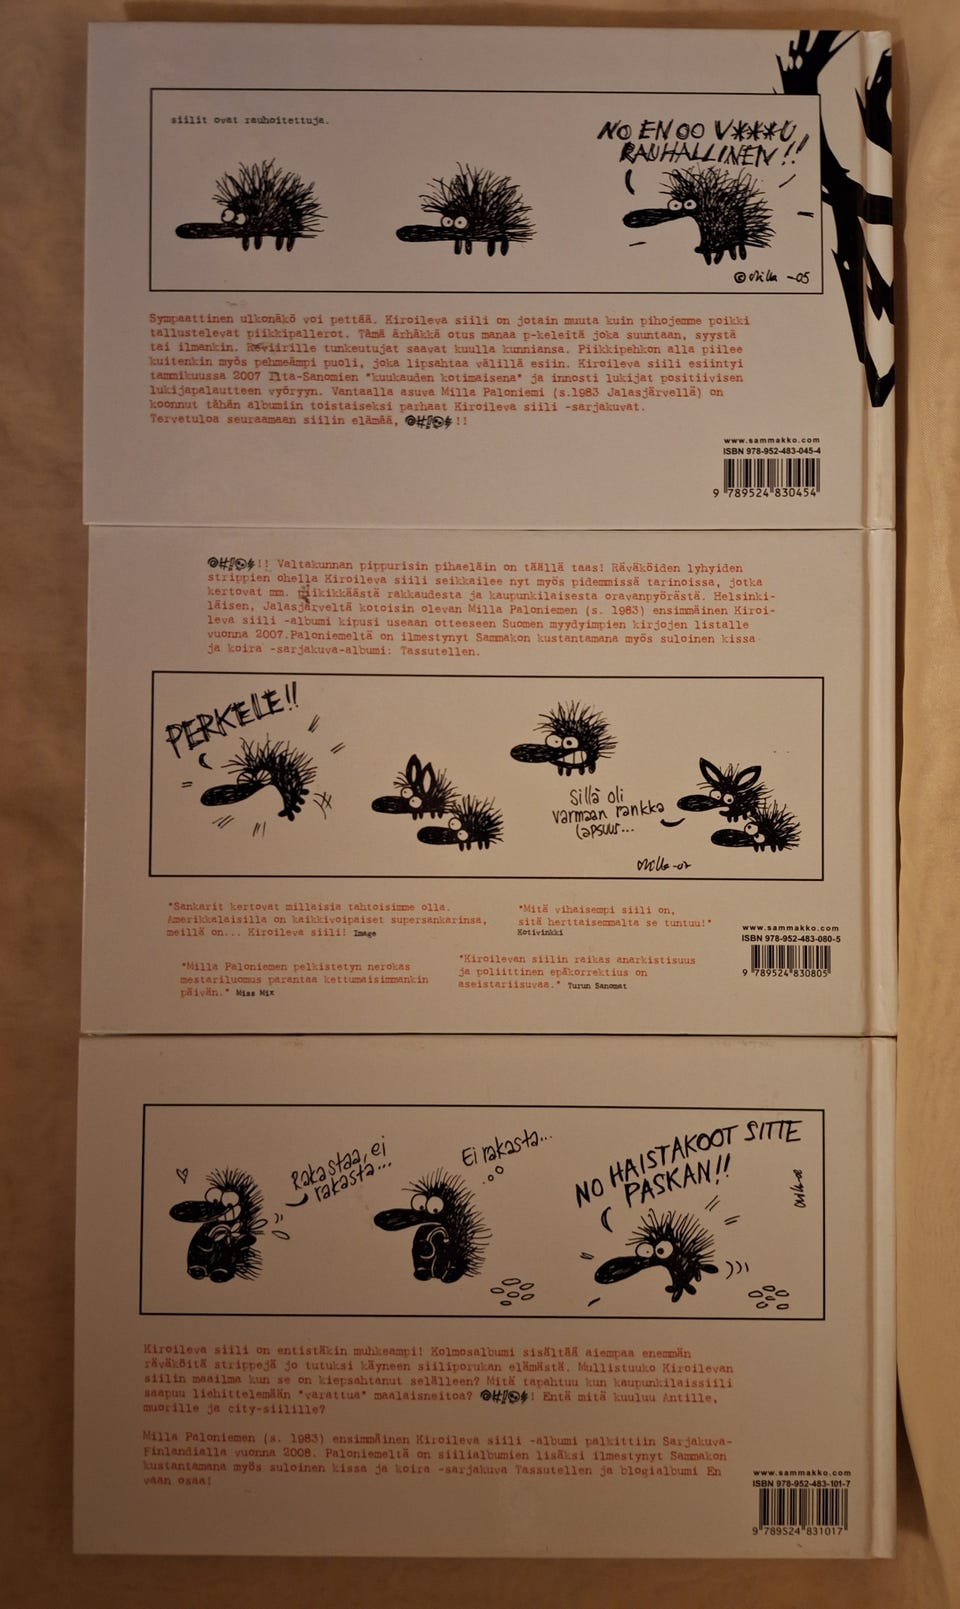 siilit ovat rauhoitettuja.
NO EN OO V***U
RAUHALLINEN!!
© Milla -05
Sympaattinen ulkonäkö voi pettää. Kiroileva siili on jotain muuta kuin pihojemme poikki
tallustelevat piikkipallerot. Tämä ärhäkkä otus manaa p-keleitä joka suuntaan, syystä
tai ilmankin. Reviirille tunkeutujat saavat kuulla kunniansa. Piikkipehkon alla piilee
kuitenkin myös pehmeämpi puoli, joka lipsahtaa välillä esiin. Kiroileva siili esiintyi
tammikuussa 2007 Ilta-Sanomien "kuukauden kotimaisena" ja innosti lukijat positiivisen
lukijapalautteen vyöryyn. Vantaalla asuva Milla Paloniemi (s.1983 Jalasjärvellä) on
koonnut tähän albumiin toistaiseksi parhaat Kiroileva siili -sarjakuvat.
Tervetuloa seuraamaan siilin elämää, !!
www.sammakko.com
ISBN 978-952-483-045-4
9 789524 830454
!! Valtakunnan pippurisin pihaeläin on täällä taas! Räväköiden lyhyiden
strippien ohella Kiroileva siili seikkailee nyt myös pidemmissä tarinoissa, jotka
kertovat mm. piikikkäästä rakkaudesta ja kaupunkilaisesta oravanpyörästä. Helsinki-
läisen, Jalasjärveltä kotoisin olevan Milla Paloniemen (s. 1983) ensimmäinen Kiroi-
leva siili -albumi kipusi useaan otteeseen Suomen myydyimpien kirjojen listalle
vuonna 2007.Paloniemeltä on ilmestynyt Sammakon kustantamana myös suloinen kissa
ja koira -sarjakuva-albumi: Tassutellen.
PERKELE!!
Sillä oli
varmaan rankka
lapsuus...
Milla -07
"Sankarit kertovat millaisia tahtoisimme olla.
Amerikkalaisilla on kaikkivoipaiset supersankarinsa,
meillä on... Kiroileva siili! Image
"Mitä vihaisempi siili on,
sitä herttaisemmalta se tuntuu!"
Kotivinkki
"Milla Paloniemen pelkistetyn nerokas
mestariluomus parantaa kettumaisimmankin
päivän." Miss Mix
"Kiroilevan siilin raikas anarkistisuus
ja poliittinen epäkorrektius on
aseistariisuvaa." Turun Sanomat
www.sammakko.com
ISBN 978-952-483-080-5
9 789524 830805
Rakastaa, ei
rakasta...
Ei rakasta...
NO HAISTAKOOT SITTE
PASKAN!!
Milla -08
Kiroileva siili on entistäkin muhkeampi! Kolmosalbumi sisältää aiempaa enemmän
räväköitä strippejä jo tutuksi käyneen siiliporukan elämästä. Mullistuuko Kiroilevan
siilin maailma kun se on kiepsahtanut selälleen? Mitä tapahtuu kun kaupunkilaissiili
saapuu liehittelemään "varattua" maalaisneitoa? ! Entä mitä kuuluu Antille,
muorille ja city-siilille?
Milla Paloniemen (s. 1983) ensimmäinen Kiroileva siili -albumi palkittiin Sarjakuva-
Finlandialla vuonna 2008. Paloniemeltä on siilialbumien lisäksi ilmestynyt Sammakon
kustantamana myös suloinen kissa ja koira -sarjakuva Tassutellen ja blogialbumi En
vaan osaa!
www.sammakko.com
ISBN 978-952-483-101-7
9 789524 831017